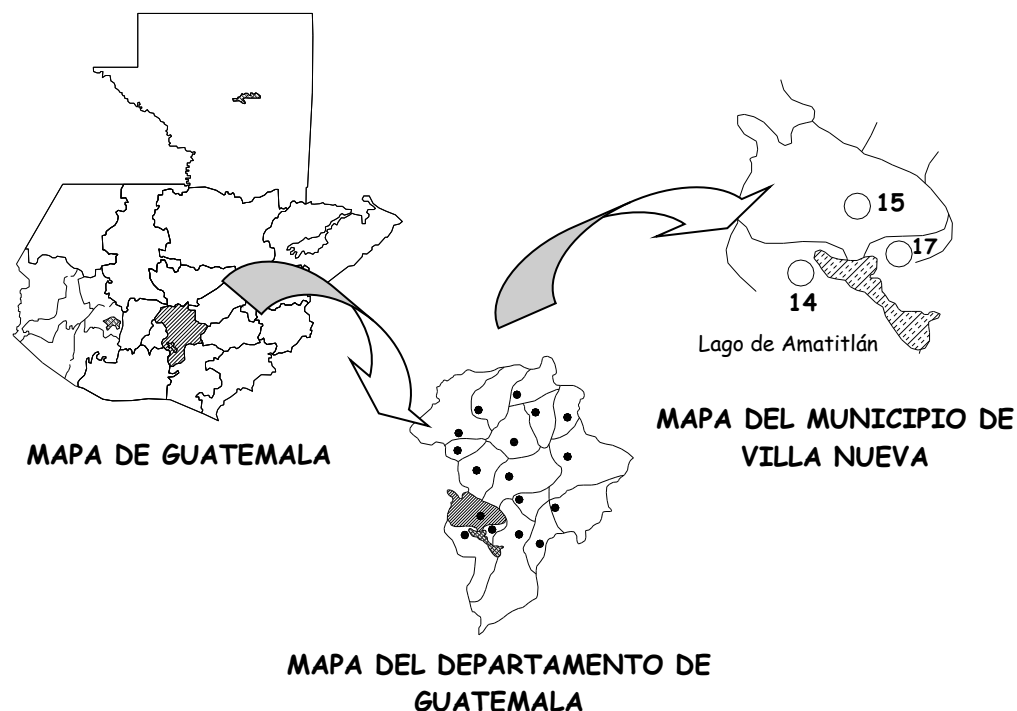 15
17
14
Lago de Amatitlán
MAPA DEL MUNICIPIO DE
VILLA NUEVA
MAPA DE GUATEMALA
MAPA DEL DEPARTAMENTO DE
GUATEMALA